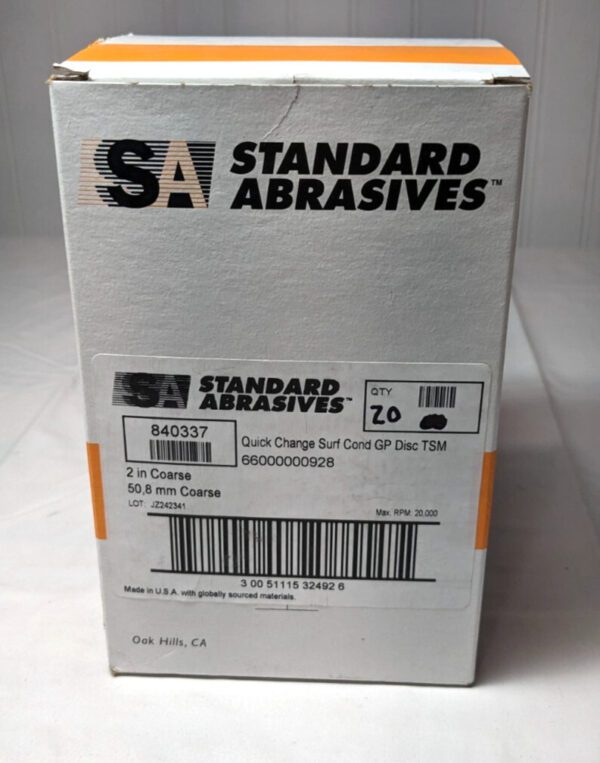 SA STANDARD
ABRASIVES™
SA STANDARD
ABRASIVES™
QTY
20
840337
Quick Change Surf Cond GP Disc TSM
66000000928
2 in Coarse
50,8 mm Coarse
LOT: JZ242341
Max. RPM: 20,000
3 00 51115 32492 6
Made in U.S.A. with globally sourced materials.
Oak Hills, CA